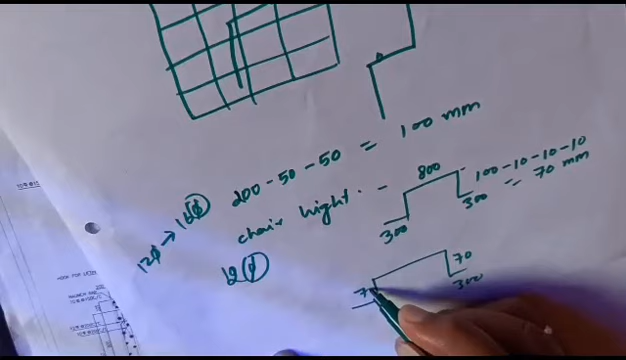 200-50-50 = 100 mm
12ϕ → 16ϕ
chair hight. -
800
100-10-10-10
= 70 mm
300
300
12ϕ
70
300
7